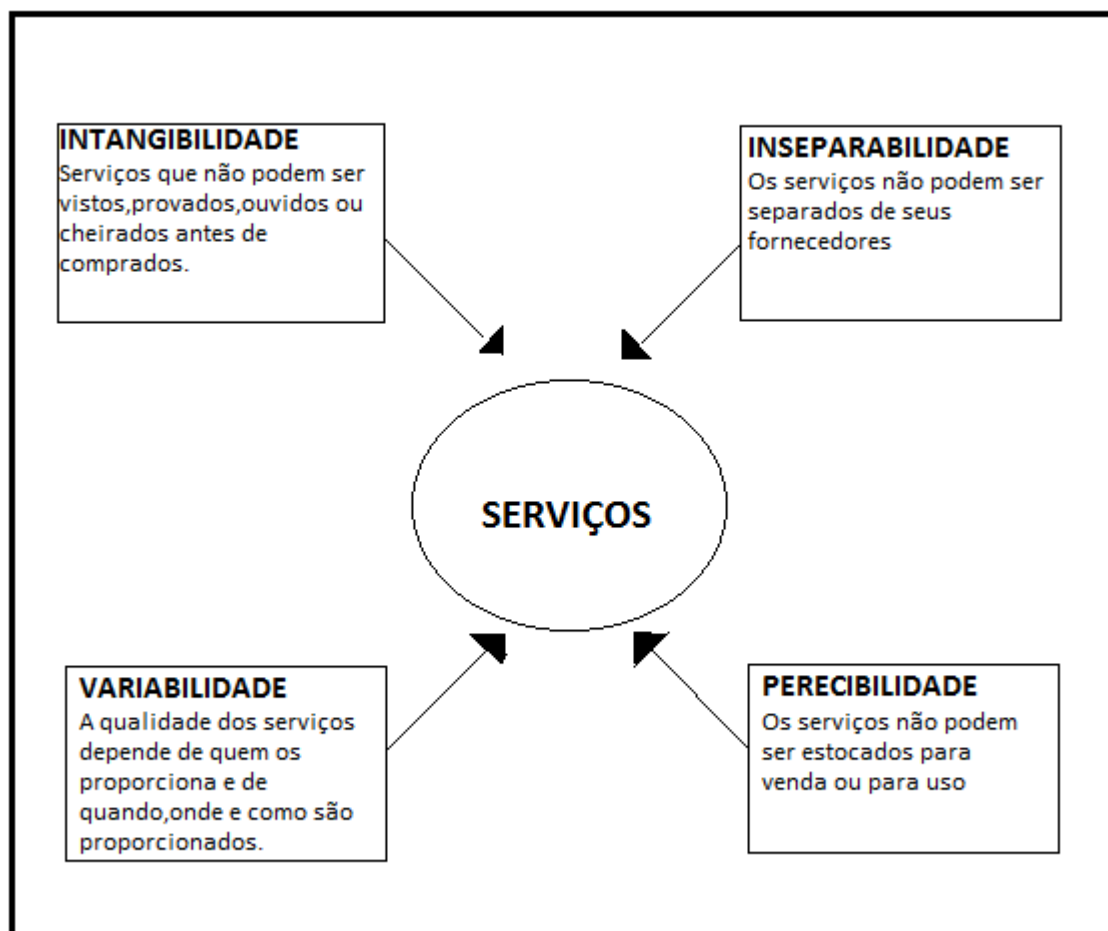 INTANGIBILIDADE
Serviços que não podem ser
vistos,provados,ouvidos ou
cheirados antes de
comprados.
INSEPARABILIDADE
Os serviços não podem ser
separados de seus
fornecedores
SERVIÇOS
VARIABILIDADE
A qualidade dos serviços
depende de quem os
proporciona e de
quando,onde e como são
proporcionados.
PERECIBILIDADE
Os serviços não podem
ser estocados para
venda ou para uso